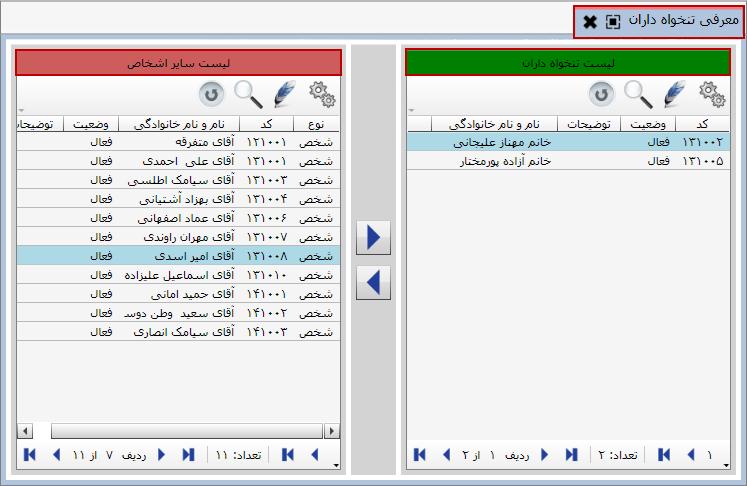 معرفی تنخواه داران
لیست تنخواه داران
کد وضعیت توضیحات نام و نام خانوادگی
۱۳۱۰۰۲ فعال خانم مهناز علیجانی
۱۳۱۰۰۵ فعال خانم آزاده پورمختار
۱ تعداد: ۲ ردیف ۱ از ۲
لیست سایر اشخاص
نوع کد نام و نام خانوادگی وضعیت توضیحات
شخص ۱۲۱۰۰۱ آقای متفرقه فعال
شخص ۱۳۱۰۰۱ آقای علی احمدی فعال
شخص ۱۳۱۰۰۳ آقای سیامک اطلسی فعال
شخص ۱۳۱۰۰۴ آقای بهزاد آشتیانی فعال
شخص ۱۳۱۰۰۶ آقای عماد اصفهانی فعال
شخص ۱۳۱۰۰۷ آقای مهران راوندی فعال
شخص ۱۳۱۰۰۸ آقای امیر اسدی فعال
شخص ۱۳۱۰۱۰ آقای اسماعیل علیزاده فعال
شخص ۱۴۱۰۰۱ آقای حمید امانی فعال
شخص ۱۴۱۰۰۲ آقای سعید وطن دوس فعال
شخص ۱۴۱۰۰۳ آقای سیامک انصاری فعال
تعداد: ۱۱ ردیف ۷ از ۱۱